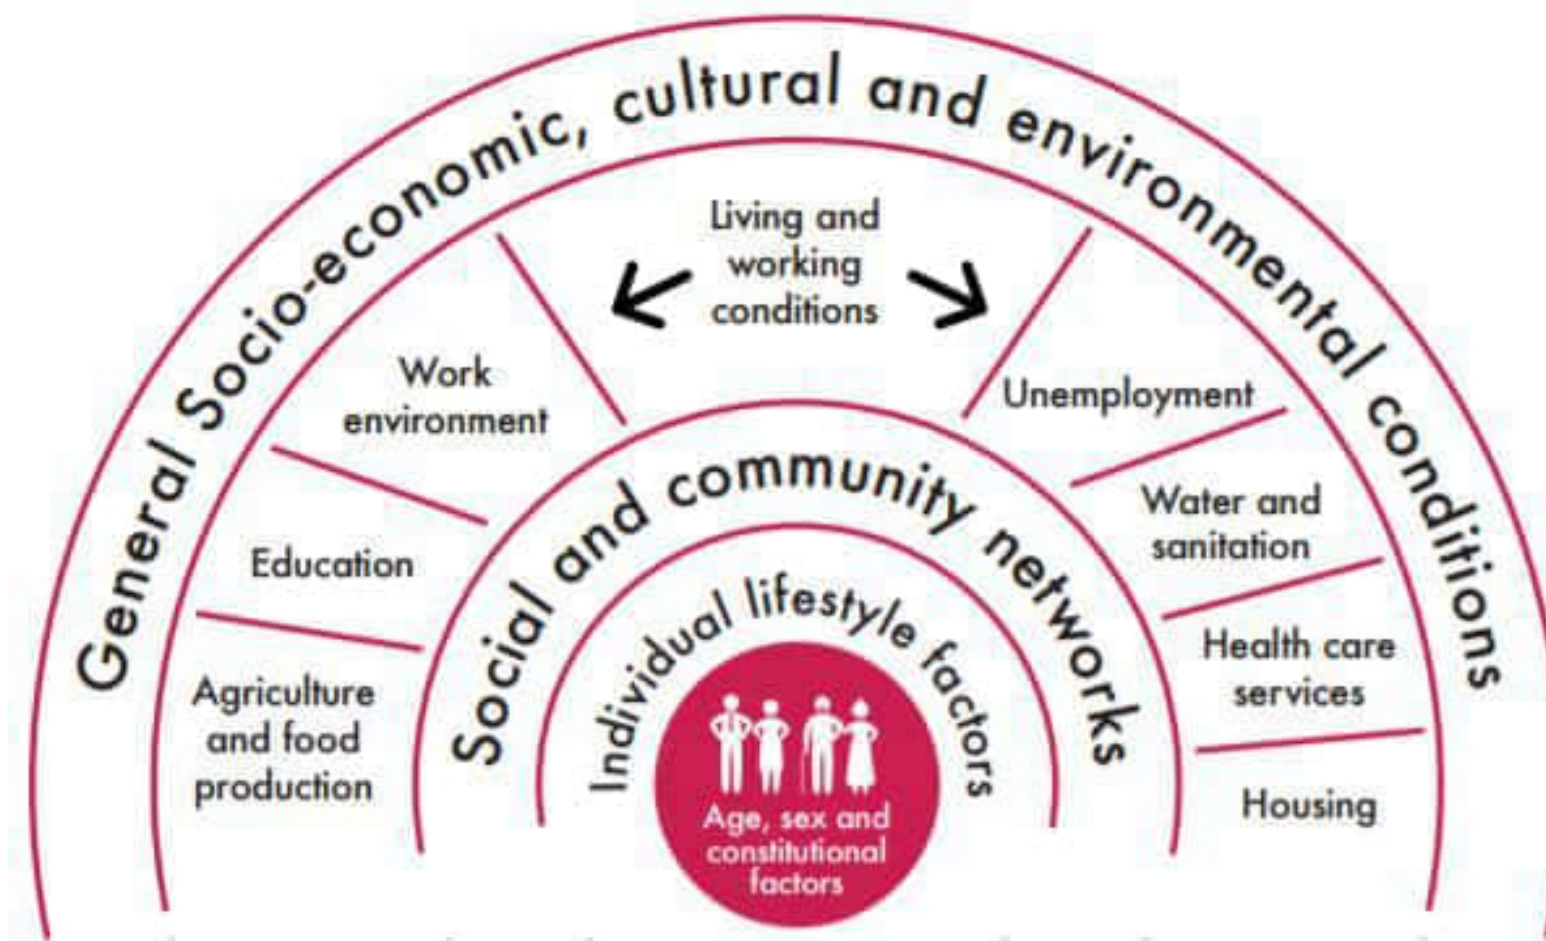 General Socio-economic, cultural and environmental conditions
Living and
working
conditions
Work
environment
Unemployment
Education
Water and
sanitation
Agriculture
and food
production
Health care
services
Housing
Social and community networks
Individual lifestyle factors
Age, sex and
constitutional
factors